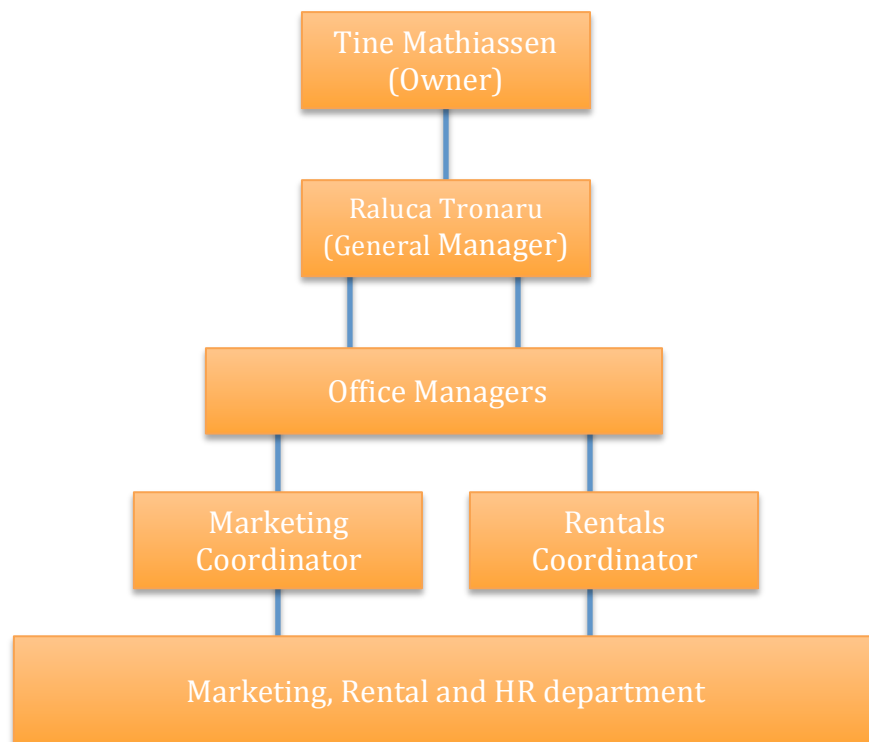 Tine Mathiassen
(Owner)
Raluca Tronaru
(General Manager)
Office Managers
Marketing
Coordinator
Rentals
Coordinator
Marketing, Rental and HR department